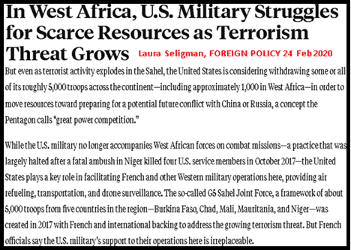 In West Africa, U.S. Military Struggles
for Scarce Resources as Terrorism
Threat Grows Laura Seligman, FOREIGN POLICY 24 Feb2020
But even as terrorist activity explodes in the Sahel, the United States is considering withdrawing some or all
of its roughly 5,000 troops across the continent—including approximately 1,000 in West Africa—in order to
move resources toward preparing for a potential future conflict with China or Russia, a concept the
Pentagon calls “great power competition.”
While the U.S. military no longer accompanies West African forces on combat missions—a practice that was
largely halted after a fatal ambush in Niger killed four U.S. service members in October 2017—the United
States plays a key role in facilitating French and other Western military operations here, providing air
refueling, transportation, and drone surveillance. The so-called G5 Sahel Joint Force, a framework of about
5,000 troops from five countries in the region—Burkina Faso, Chad, Mali, Mauritania, and Niger—was
created in 2017 with French and international backing to address the growing terrorism threat. But French
officials say the U.S. military’s support to their operations here is irreplaceable.